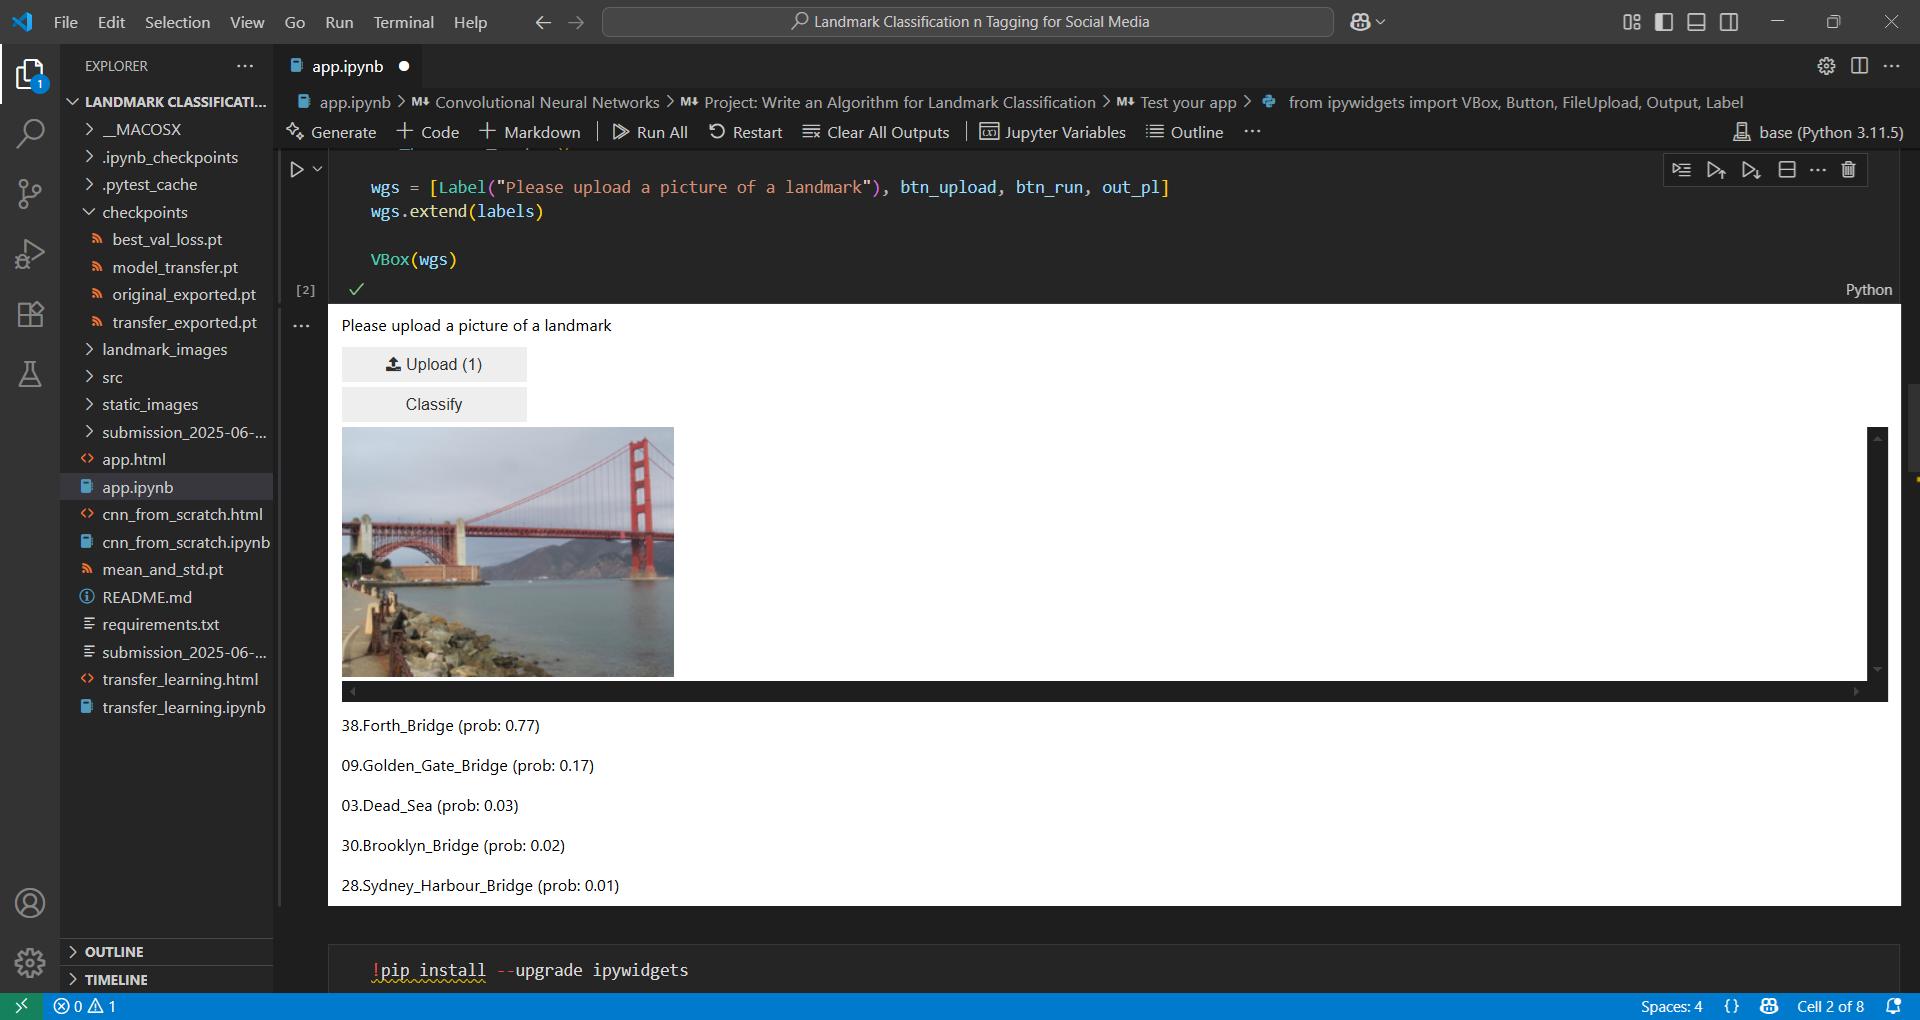 File Edit Selection View Go Run Terminal Help
Landmark Classification n Tagging for Social Media
EXPLORER
1
LANDMARK CLASSIFICATI...
__MACOSX
.ipynb_checkpoints
.pytest_cache
checkpoints
best_val_loss.pt
model_transfer.pt
original_exported.pt
transfer_exported.pt
landmark_images
src
static_images
submission_2025-06-...
app.html
app.ipynb
cnn_from_scratch.html
cnn_from_scratch.ipynb
mean_and_std.pt
README.md
requirements.txt
submission_2025-06-...
transfer_learning.html
transfer_learning.ipynb
OUTLINE
TIMELINE
app.ipynb
app.ipynb > M↓ Convolutional Neural Networks > M↓ Project: Write an Algorithm for Landmark Classification > M↓ Test your app > from ipywidgets import VBox, Button, FileUpload, Output, Label
Generate + Code + Markdown | Run All Restart Clear All Outputs | Jupyter Variables Outline ... base (Python 3.11.5)
wgs = [Label("Please upload a picture of a landmark"), btn_upload, btn_run, out_pl]
wgs.extend(labels)
VBox(wgs)
[2]
Python
Please upload a picture of a landmark
Upload (1)
Classify
38.Forth_Bridge (prob: 0.77)
09.Golden_Gate_Bridge (prob: 0.17)
03.Dead_Sea (prob: 0.03)
30.Brooklyn_Bridge (prob: 0.02)
28.Sydney_Harbour_Bridge (prob: 0.01)
!pip install --upgrade ipywidgets
0 1
Spaces: 4 {} Cell 2 of 8